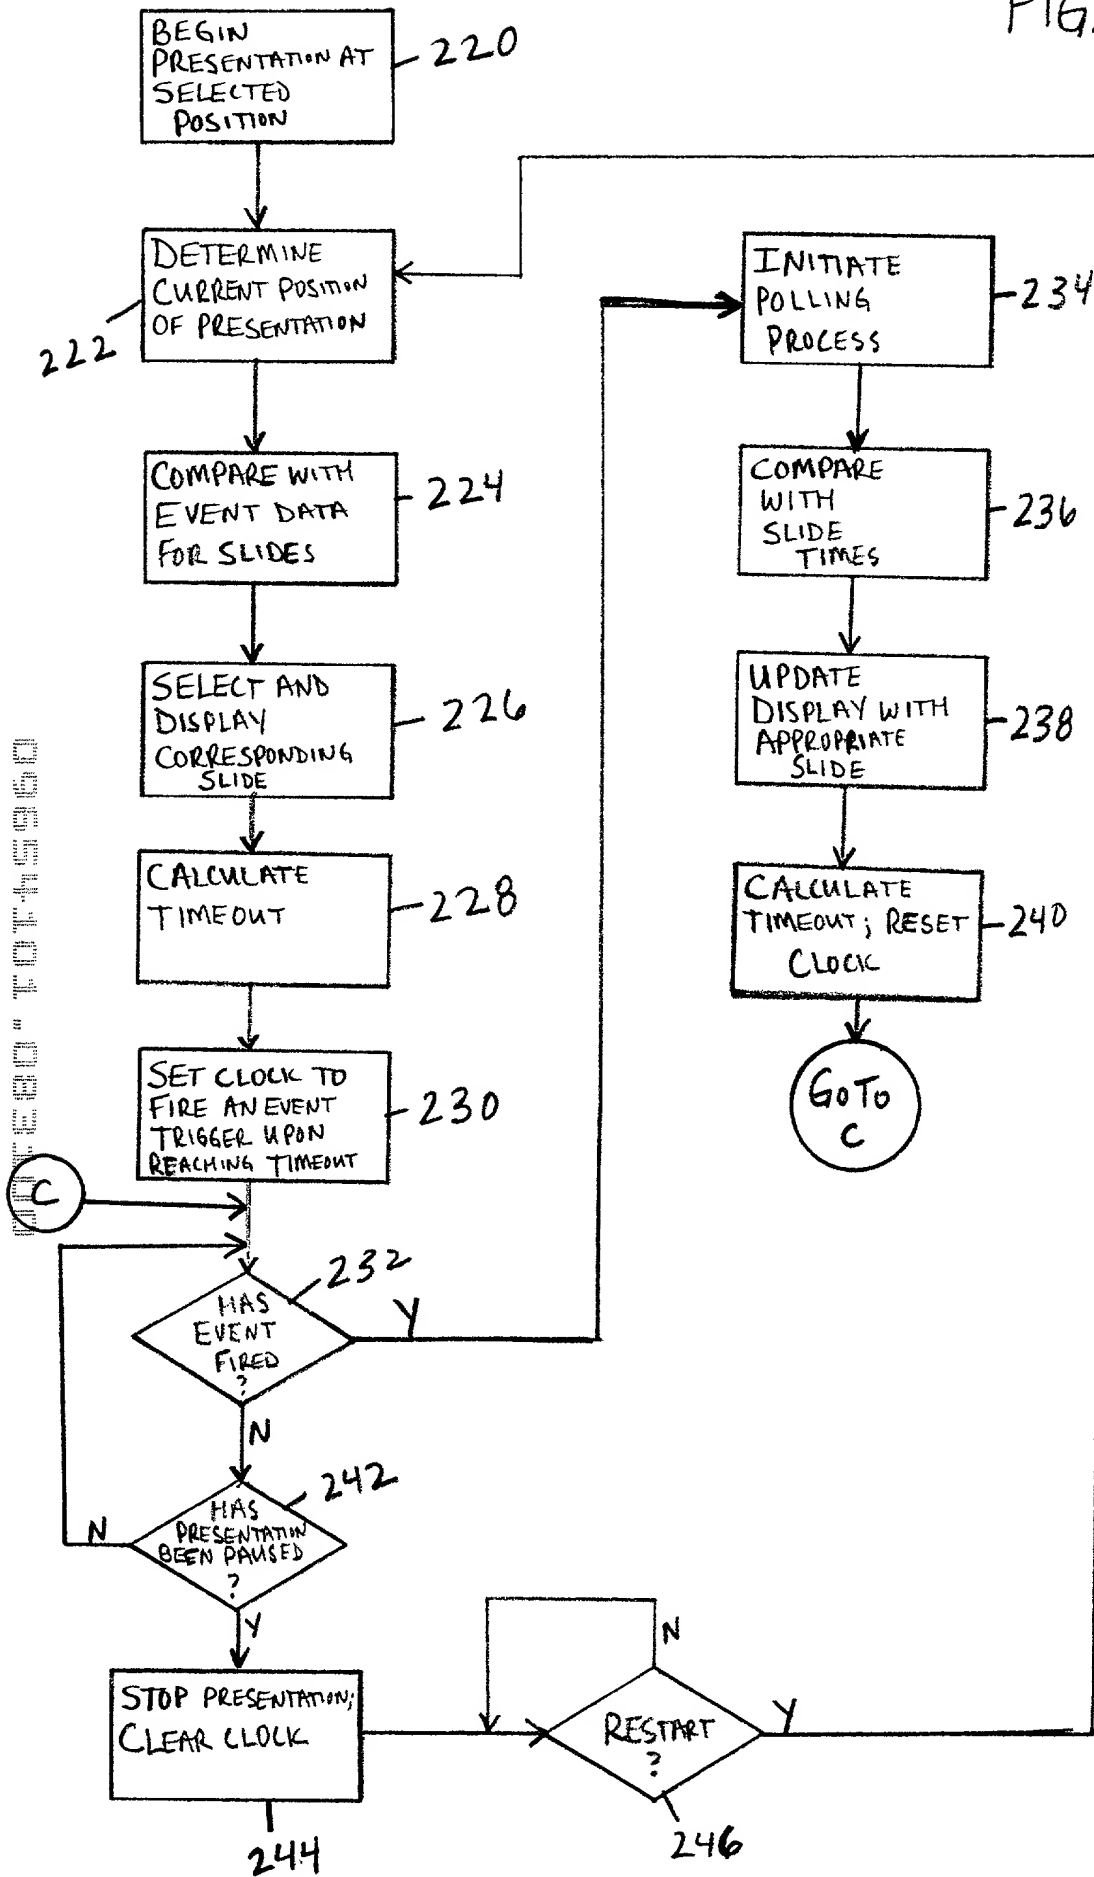 FIG.
BEGIN
PRESENTATION AT
SELECTED
POSITION
220
DETERMINE
CURRENT POSITION
OF PRESENTATION
222
COMPARE WITH
EVENT DATA
FOR SLIDES
224
SELECT AND
DISPLAY
CORRESPONDING
SLIDE
226
CALCULATE
TIMEOUT
228
SET CLOCK TO
FIRE AN EVENT
TRIGGER UPON
REACHING TIMEOUT
230
C
HAS
EVENT
FIRED
?
232
Y
N
HAS
PRESENTATION
BEEN PAUSED
?
242
N
Y
STOP PRESENTATION;
CLEAR CLOCK
244
RESTART
?
246
N
Y
INITIATE
POLLING
PROCESS
234
COMPARE
WITH
SLIDE
TIMES
236
UPDATE
DISPLAY WITH
APPROPRIATE
SLIDE
238
CALCULATE
TIMEOUT; RESET
CLOCK
240
GO TO
C